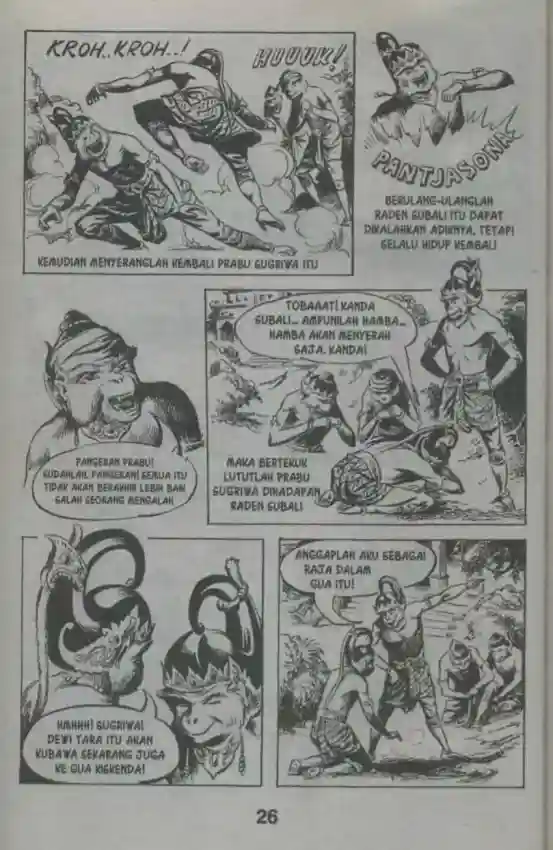 KROH..KROH..!
HUUUK!
KEMUDIAN MENYERANGLAH KEMBALI PRABU SUGRIWA ITU
PANTJASONA
BERULANG-ULANGLAH
RADEN SUBALI ITU DAPAT
DIKALAHKAN ADIKNYA, TETAPI
SELALU HIDUP KEMBALI
TOBAAAT! KANDA
SUBALI... AMPUNILAH HAMBA...
HAMBA AKAN MENYERAH
SAJA, KANDA!
PANGERAN PRABU!
SUDAHLAH, PANGERAN! SEMUA ITU
TIDAK AKAN BERAKHIR LEBIH BAIK
SALAH SEORANG MENGALAH
MAKA BERTEKUK
LUTUTLAH PRABU
SUGRIWA DIHADAPAN
RADEN SUBALI
HMHHH! SUGRIWA!
DEWI TARA ITU AKAN
KUBAWA SEKARANG JUGA
KE GUA KISKENDA!
ANGGAPLAH AKU SEBAGAI
RAJA DALAM
GUA ITU!
26